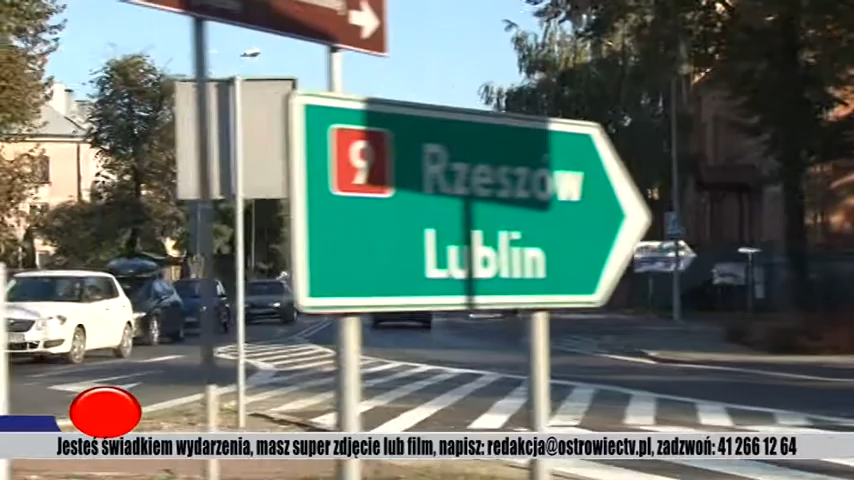 9
Rzeszów
Lublin
Jesteś świadkiem wydarzenia, masz super zdjęcie lub film, napisz: redakcja@ostrowiectv.pl, zadzwoń: 41 266 12 64